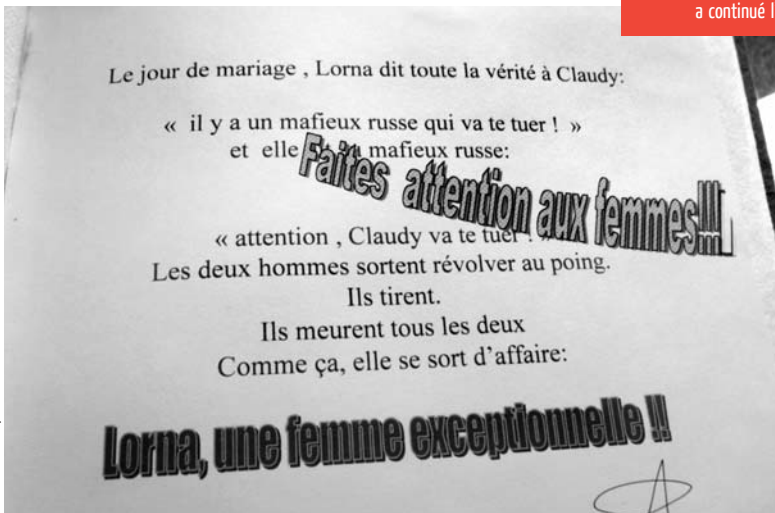 a continué l
Le jour de mariage , Lorna dit toute la vérité à Claudy:
« il y a un mafieux russe qui va te tuer ! »
et elle mafieux russe:
Faites attention aux femmes!!!
« attention , Claudy va te tuer !
Les deux hommes sortent révolver au poing.
Ils tirent.
Ils meurent tous les deux
Comme ça, elle se sort d’affaire:
Lorna, une femme exceptionnelle !!